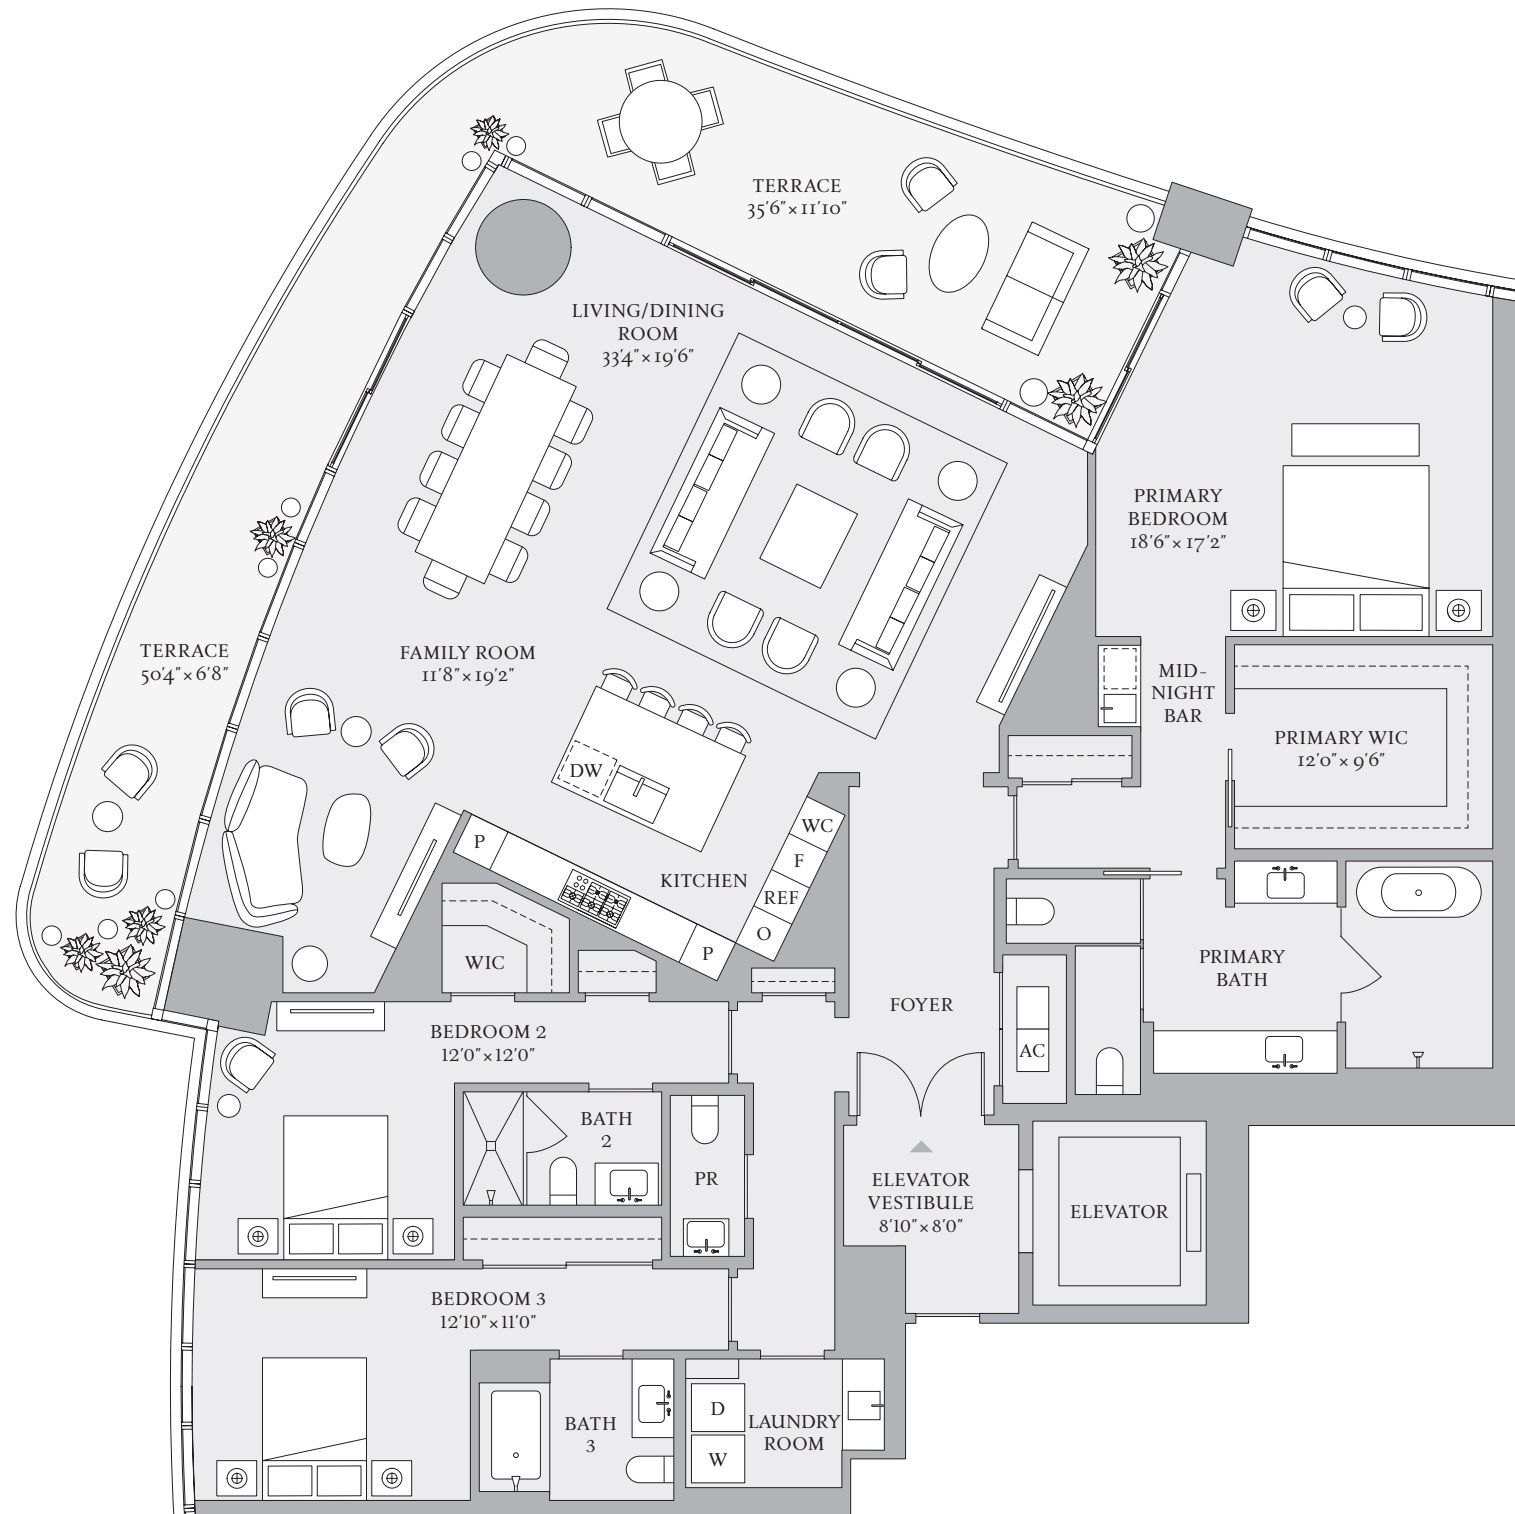 TERRACE
35'6"×11'10"
LIVING/DINING
ROOM
33'4"×19'6"
PRIMARY
BEDROOM
18'6"×17'2"
TERRACE
50'4"×6'8"
FAMILY ROOM
11'8"×19'2"
MID-
NIGHT
BAR
PRIMARY WIC
12'0"×9'6"
DW
WC
F
REF
O
P
KITCHEN
P
WIC
PRIMARY
BATH
FOYER
AC
BEDROOM 2
12'0"×12'0"
BATH
2
PR
ELEVATOR
VESTIBULE
8'10"×8'0"
ELEVATOR
BEDROOM 3
12'10"×11'0"
BATH
3
D
W
LAUNDRY
ROOM